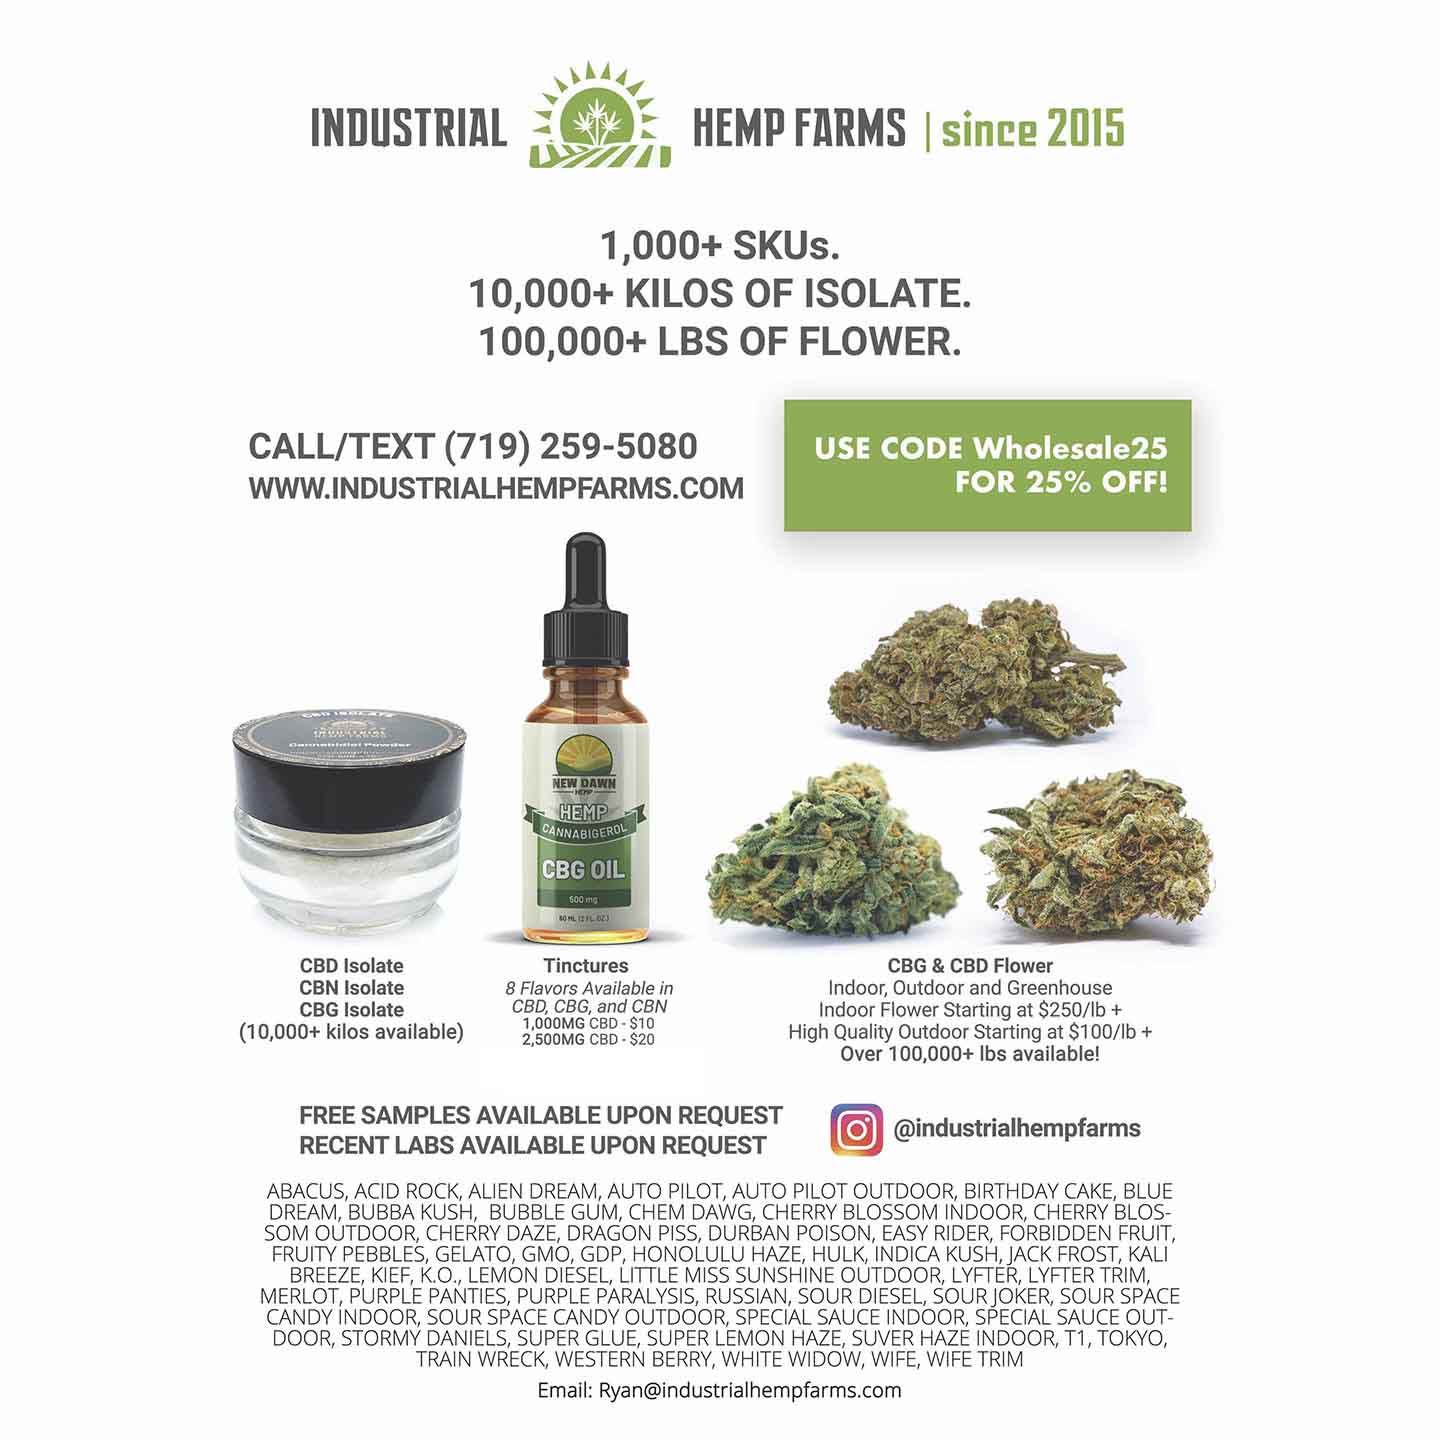 INDUSTRIAL HEMP FARMS | since 2015
1,000+ SKUs.
10,000+ KILOS OF ISOLATE.
100,000+ LBS OF FLOWER.
CALL/TEXT (719) 259-5080
WWW.INDUSTRIALHEMPFARMS.COM
USE CODE Wholesale25
FOR 25% OFF!
CBD ISOLATE
INDUSTRIAL
HEMP FARMS
Cannabidiol Powder
NEW DAWN
HEMP
HEMP
CANNABIGEROL
CBG OIL
500 mg
60 ML (2 FL. OZ.)
CBD Isolate
CBN Isolate
CBG Isolate
(10,000+ kilos available)
Tinctures
8 Flavors Available in
CBD, CBG, and CBN
1,000MG CBD - $10
2,500MG CBD - $20
CBG & CBD Flower
Indoor, Outdoor and Greenhouse
Indoor Flower Starting at $250/lb +
High Quality Outdoor Starting at $100/lb +
Over 100,000+ lbs available!
FREE SAMPLES AVAILABLE UPON REQUEST
RECENT LABS AVAILABLE UPON REQUEST
@industrialhempfarms
ABACUS, ACID ROCK, ALIEN DREAM, AUTO PILOT, AUTO PILOT OUTDOOR, BIRTHDAY CAKE, BLUE
DREAM, BUBBA KUSH, BUBBLE GUM, CHEM DAWG, CHERRY BLOSSOM INDOOR, CHERRY BLOS-
SOM OUTDOOR, CHERRY DAZE, DRAGON PISS, DURBAN POISON, EASY RIDER, FORBIDDEN FRUIT,
FRUITY PEBBLES, GELATO, GMO, GDP, HONOLULU HAZE, HULK, INDICA KUSH, JACK FROST, KALI
BREEZE, KIEF, K.O., LEMON DIESEL, LITTLE MISS SUNSHINE OUTDOOR, LYFTER, LYFTER TRIM,
MERLOT, PURPLE PANTIES, PURPLE PARALYSIS, RUSSIAN, SOUR DIESEL, SOUR JOKER, SOUR SPACE
CANDY INDOOR, SOUR SPACE CANDY OUTDOOR, SPECIAL SAUCE INDOOR, SPECIAL SAUCE OUT-
DOOR, STORMY DANIELS, SUPER GLUE, SUPER LEMON HAZE, SUVER HAZE INDOOR, T1, TOKYO,
TRAIN WRECK, WESTERN BERRY, WHITE WIDOW, WIFE, WIFE TRIM
Email: Ryan@industrialhempfarms.com